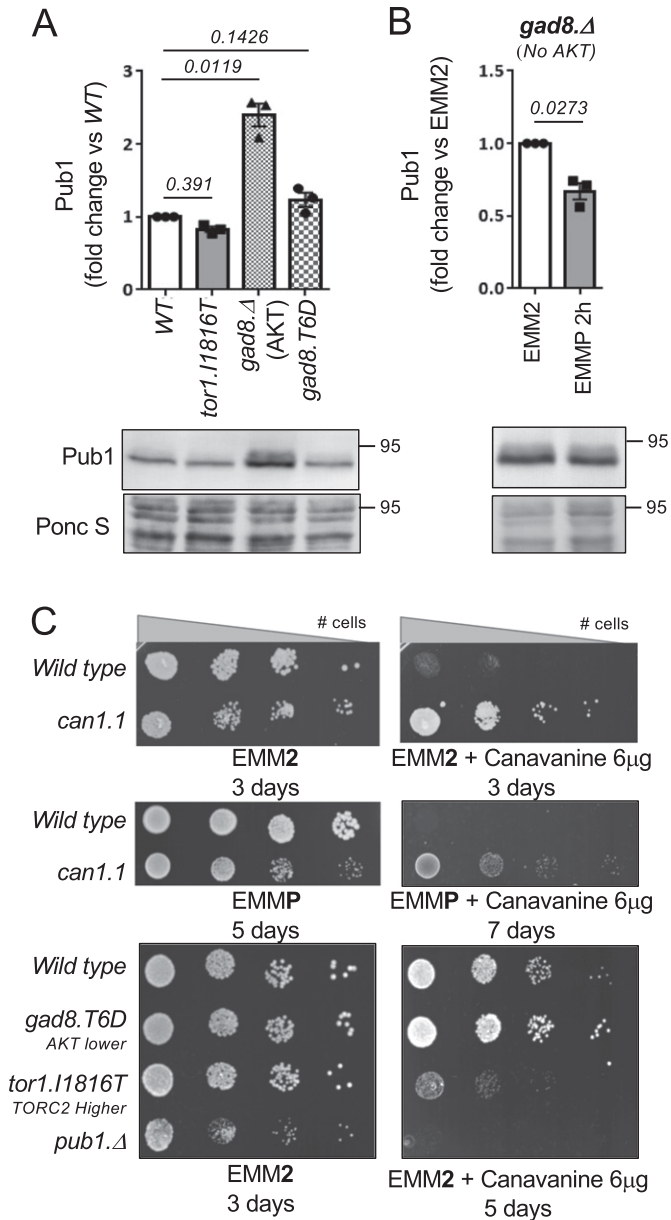 A
0.1426
0.0119
0.391
Pub1
(fold change vs WT)
3
2
1
0
WT
tor1.I1816T
gad8.Δ
(AKT)
gad8.T6D
Pub1
95
Ponc S
95
B
gad8.Δ
(No AKT)
0.0273
Pub1
(fold change vs EMM2)
1.5
1.0
0.5
0.0
EMM2
EMMP 2h
95
95
C
# cells
# cells
Wild type
can1.1
EMM2
3 days
EMM2 + Canavanine 6μg
3 days
Wild type
can1.1
EMMP
5 days
EMMP + Canavanine 6μg
7 days
Wild type
gad8.T6D
AKT lower
tor1.I1816T
TORC2 Higher
pub1.Δ
EMM2
3 days
EMM2 + Canavanine 6μg
5 days